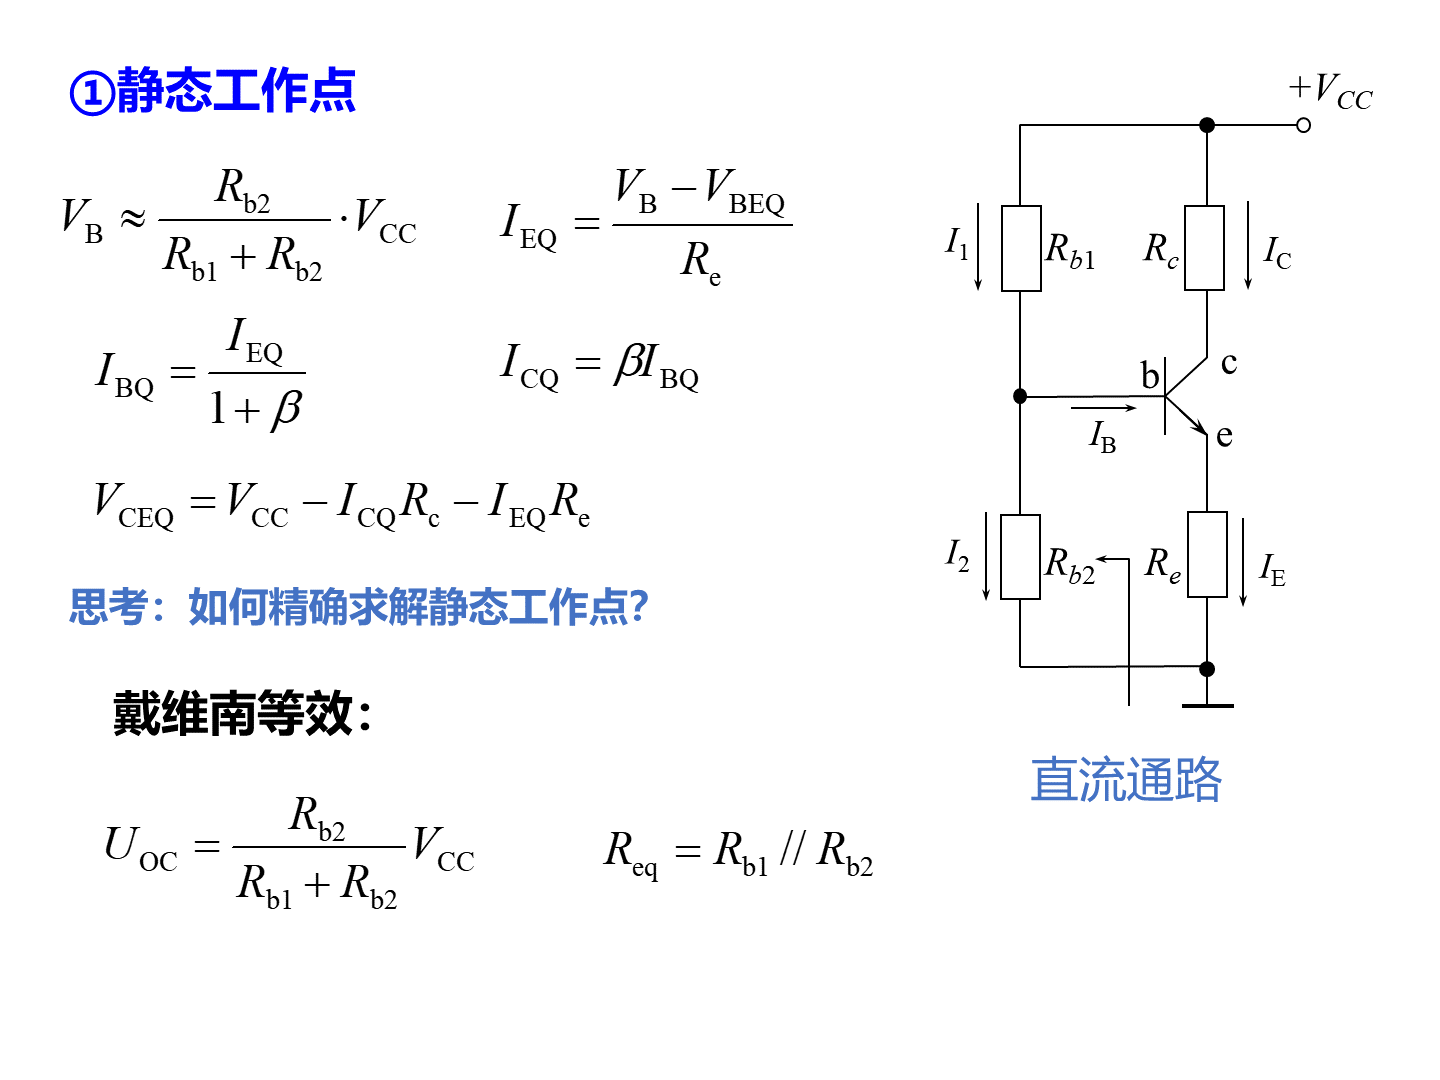 ①静态工作点
V_B ≈ R_b2 / (R_b1 + R_b2) · V_CC
I_EQ = (V_B − V_BEQ) / R_e
I_BQ = I_EQ / (1 + β)
I_CQ = βI_BQ
V_CEQ = V_CC − I_CQ R_c − I_EQ R_e
思考：如何精确求解静态工作点?
戴维南等效：
U_OC = R_b2 / (R_b1 + R_b2) V_CC
R_eq = R_b1 // R_b2
+V_CC
I_1
R_b1
R_c
I_C
b
c
I_B
e
I_2
R_b2
R_e
I_E
直流通路